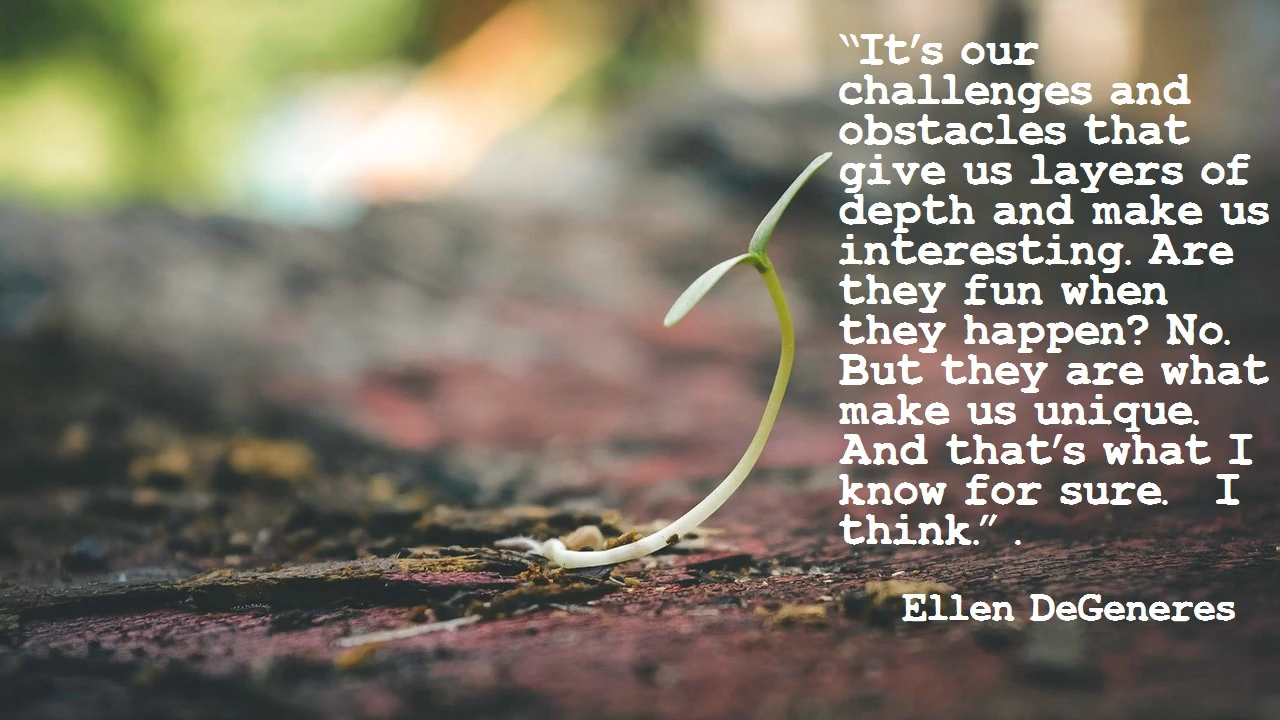 “It’s our
challenges and
obstacles that
give us layers of
depth and make us
interesting. Are
they fun when
they happen? No.
But they are what
make us unique.
And that’s what I
know for sure.  I
think.” .
Ellen DeGeneres